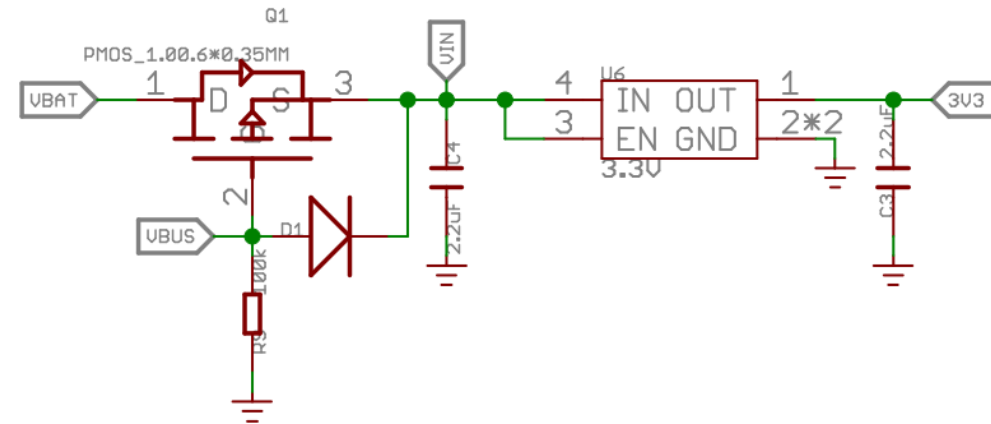 Q1
PMOS_1.00.6*0.35MM
VBAT
1
D
S
G
3
2
VIN
VBUS
D1
100k
R9
C4
2.2uF
U6
4
IN
OUT
1
3
EN
GND
2*2
3.3V
3V3
2.2uF
C3